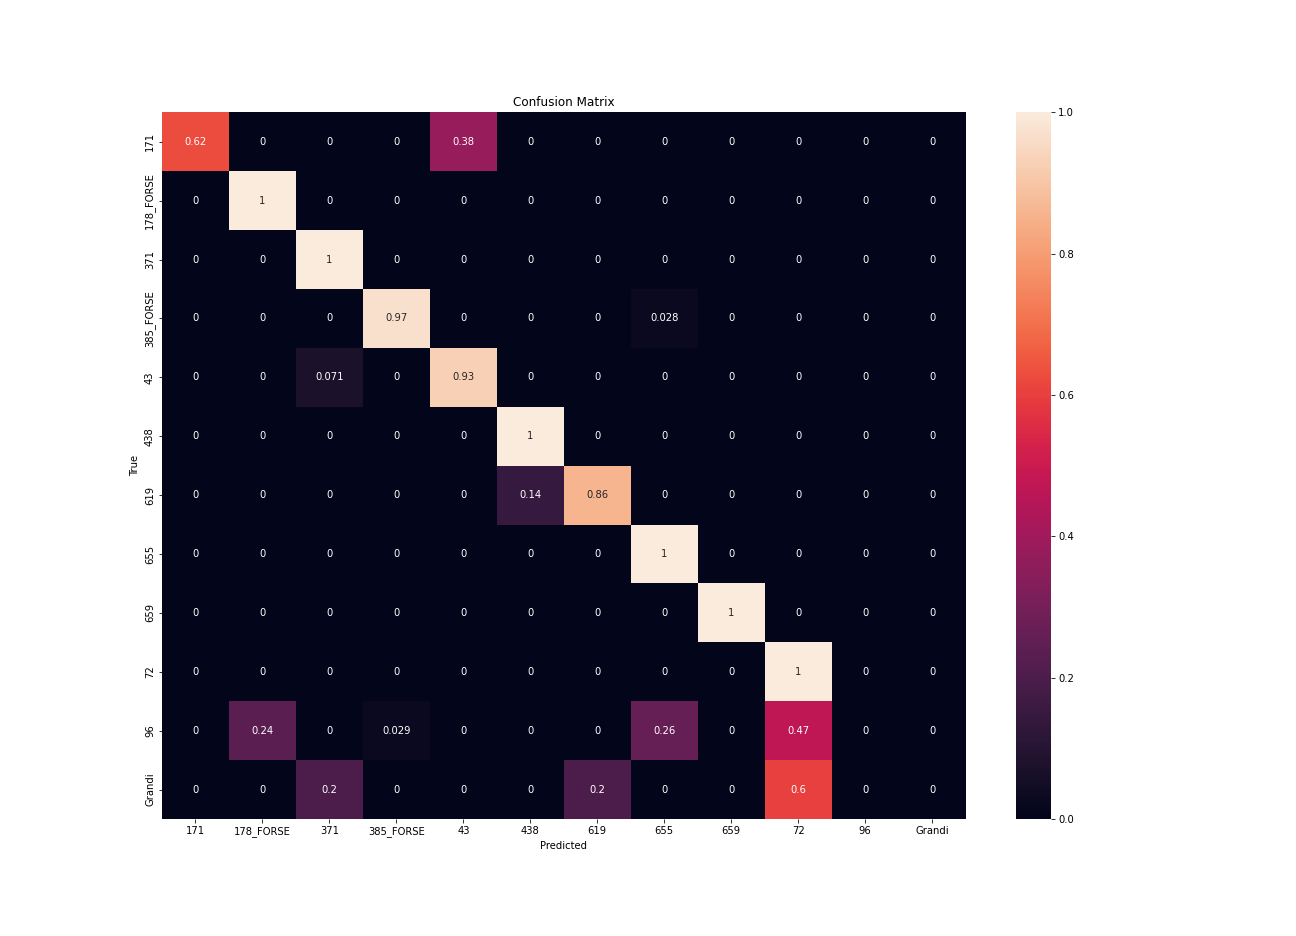 Confusion Matrix
171 0.62 0 0 0 0.38 0 0 0 0 0 0 0
178_FORSE 0 1 0 0 0 0 0 0 0 0 0 0
371 0 0 1 0 0 0 0 0 0 0 0 0
385_FORSE 0 0 0 0.97 0 0 0 0.028 0 0 0 0
43 0 0 0.071 0 0.93 0 0 0 0 0 0 0
438 0 0 0 0 0 1 0 0 0 0 0 0
True
619 0 0 0 0 0 0.14 0.86 0 0 0 0 0
655 0 0 0 0 0 0 0 1 0 0 0 0
659 0 0 0 0 0 0 0 0 1 0 0 0
72 0 0 0 0 0 0 0 0 0 1 0 0
96 0 0.24 0 0.029 0 0 0 0.26 0 0.47 0 0
Grandi 0 0 0.2 0 0 0 0.2 0 0 0.6 0 0
171 178_FORSE 371 385_FORSE 43 438 619 655 659 72 96 Grandi
Predicted
1.0
0.8
0.6
0.4
0.2
0.0